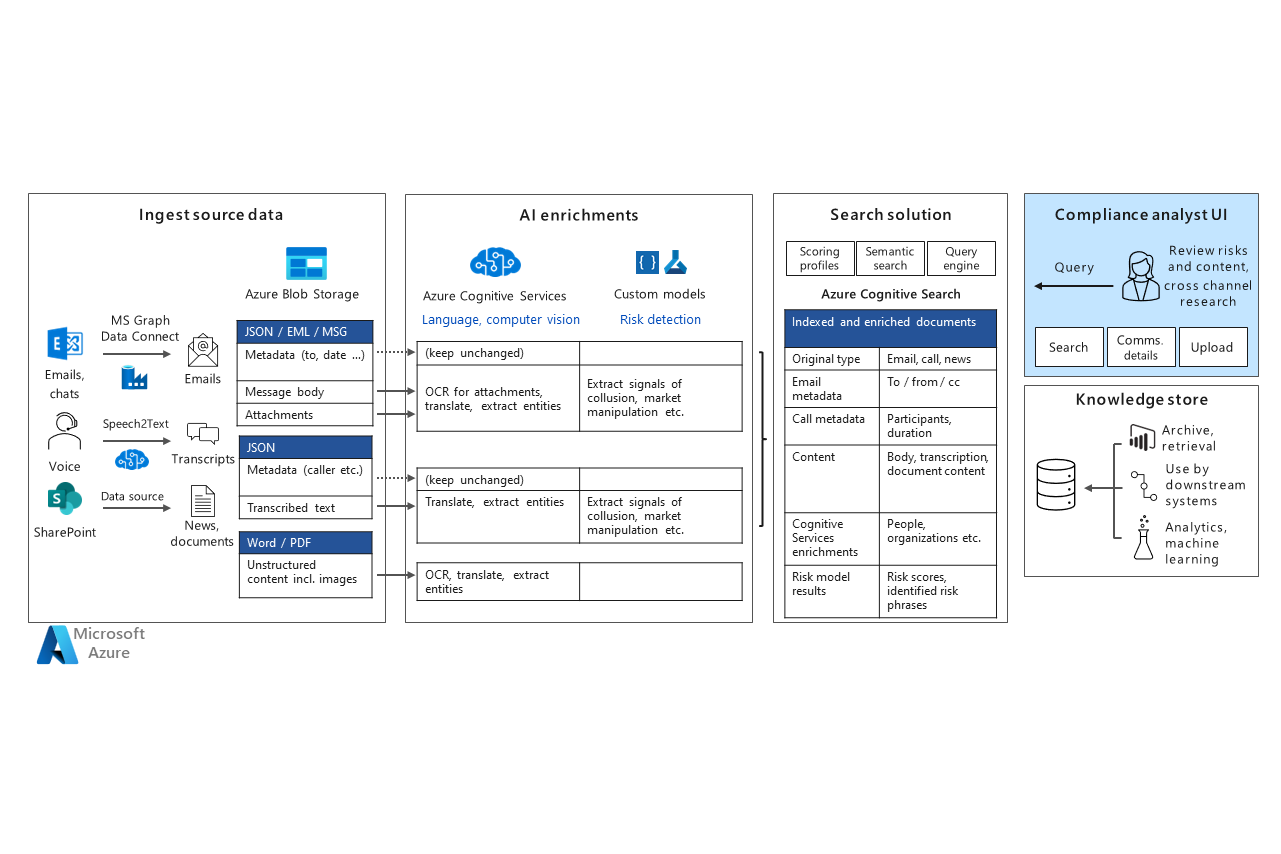 Ingest source data
Azure Blob Storage
MS Graph
Data Connect
Emails,
chats
Emails
Speech2Text
Voice
Transcripts
Data source
SharePoint
News,
documents
JSON / EML / MSG
Metadata (to, date ...)
Message body
Attachments
JSON
Metadata (caller etc.)
Transcribed text
Word / PDF
Unstructured
content incl. images
Microsoft
Azure
AI enrichments
Azure Cognitive Services
Custom models
Language, computer vision
Risk detection
(keep unchanged)
OCR for attachments,
translate, extract entities
Extract signals of
collusion, market
manipulation etc.
(keep unchanged)
Translate, extract entities
Extract signals of
collusion, market
manipulation etc.
OCR, translate, extract
entities
Search solution
Scoring
profiles
Semantic
search
Query
engine
Azure Cognitive Search
Indexed and enriched documents
Original type
Email, call, news
Email
metadata
To / from / cc
Call metadata
Participants,
duration
Content
Body, transcription,
document content
Cognitive
Services
enrichments
People,
organizations etc.
Risk model
results
Risk scores,
identified risk
phrases
Compliance analyst UI
Query
Review risks
and content,
cross channel
research
Search
Comms.
details
Upload
Knowledge store
Archive,
retrieval
Use by
downstream
systems
Analytics,
machine
learning